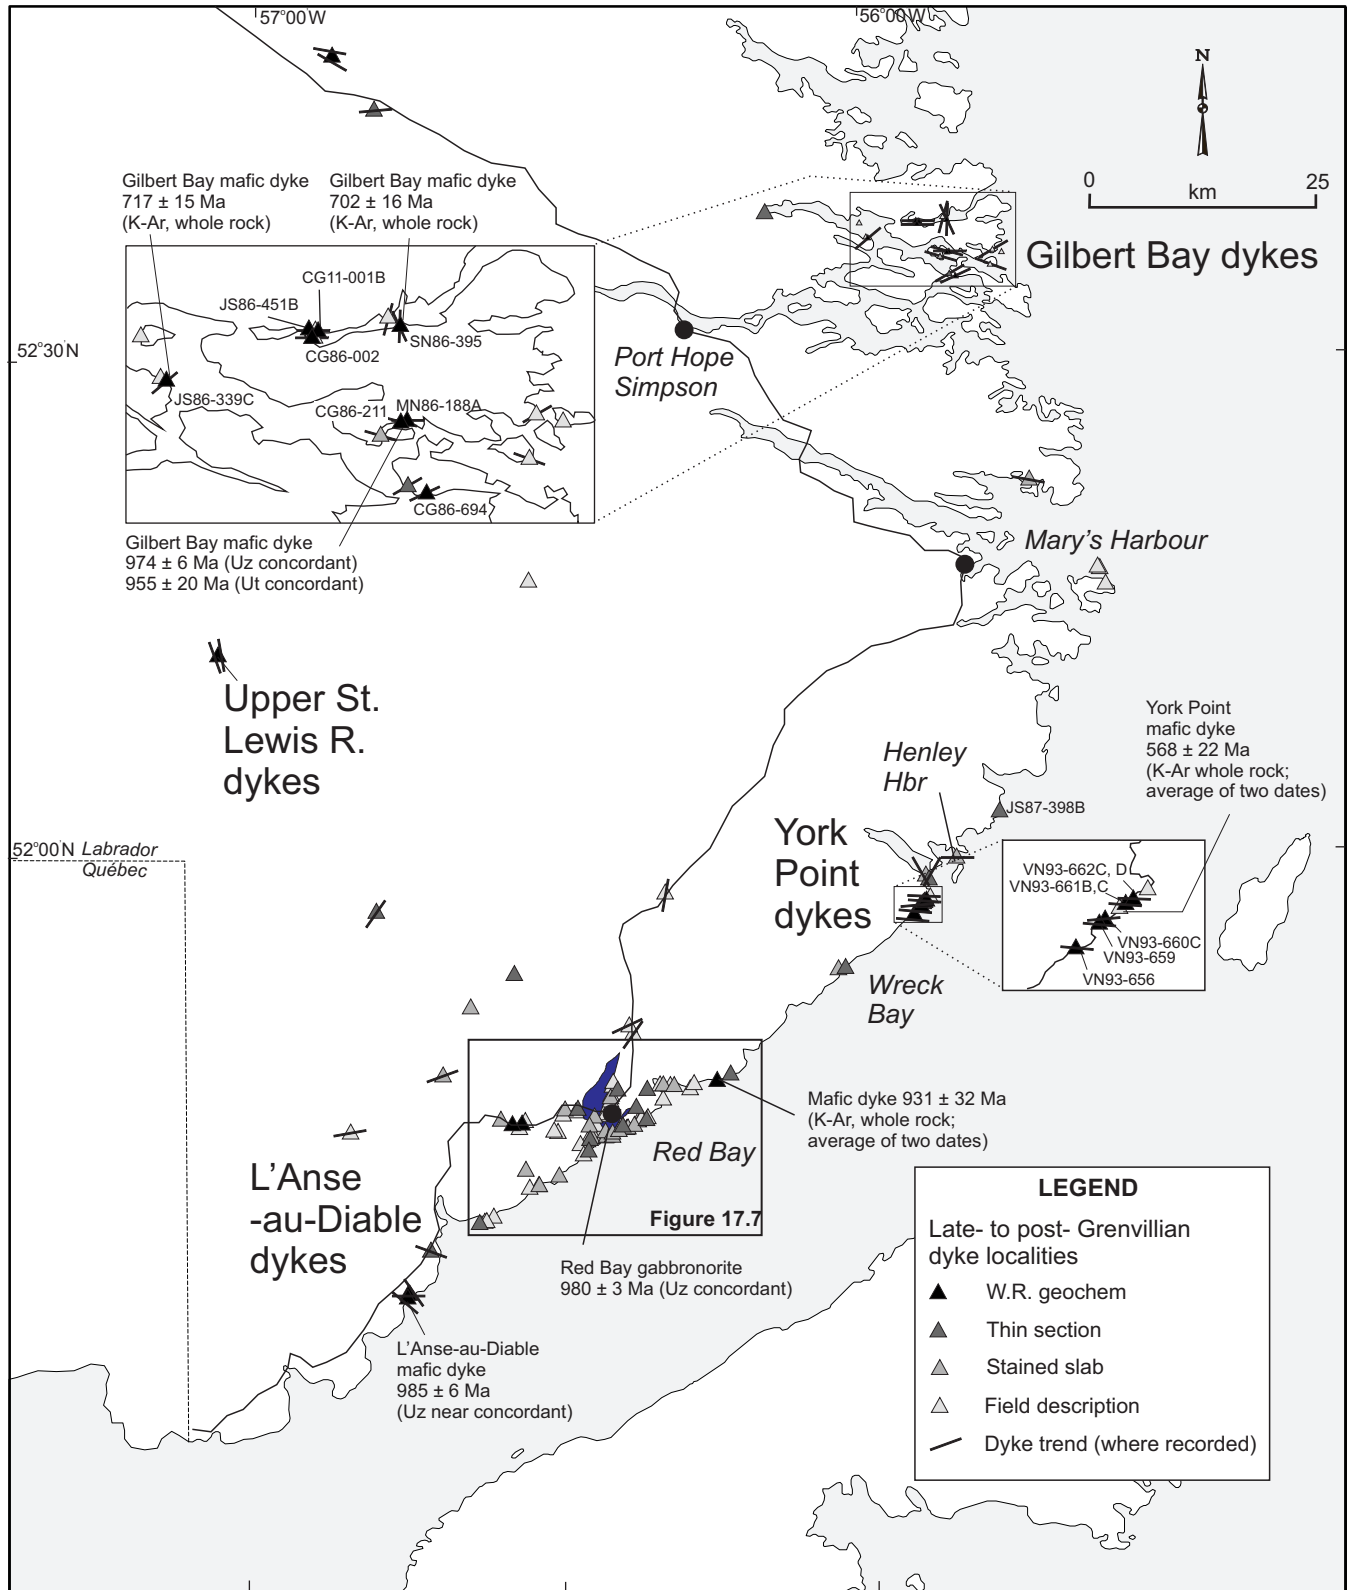 57°00'W
56°00'W
N
0
25
km
Gilbert Bay mafic dyke
717 ± 15 Ma
(K-Ar, whole rock)
Gilbert Bay mafic dyke
702 ± 16 Ma
(K-Ar, whole rock)
Gilbert Bay dykes
CG11-001B
JS86-451B
CG86-002
SN86-395
JS86-339C
CG86-211
MN86-188A
CG86-694
52°30'N
Port Hope
Simpson
Gilbert Bay mafic dyke
974 ± 6 Ma (Uz concordant)
955 ± 20 Ma (Ut concordant)
Mary's Harbour
Upper St.
Lewis R.
dykes
York Point
mafic dyke
568 ± 22 Ma
(K-Ar whole rock;
average of two dates)
Henley
Hbr
JS87-398B
York
Point
dykes
52°00'N
Labrador
Québec
VN93-662C, D
VN93-661B,C
VN93-660C
VN93-659
VN93-656
Wreck
Bay
Mafic dyke 931 ± 32 Ma
(K-Ar, whole rock;
average of two dates)
Red Bay
Figure 17.7
L'Anse
-au-Diable
dykes
Red Bay gabbronorite
980 ± 3 Ma (Uz concordant)
L'Anse-au-Diable
mafic dyke
985 ± 6 Ma
(Uz near concordant)
LEGEND
Late- to post- Grenvillian
dyke localities
W.R. geochem
Thin section
Stained slab
Field description
Dyke trend (where recorded)